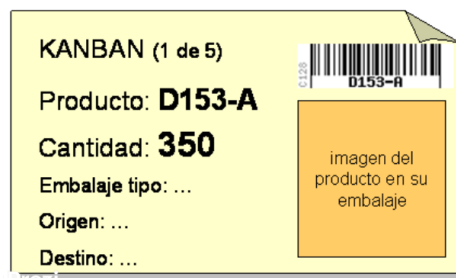 KANBAN (1 de 5)
C128
D153-A
Producto: D153-A
Cantidad: 350
Embalaje tipo: ...
Origen: ...
Destino: ...
imagen del
producto en su
embalaje